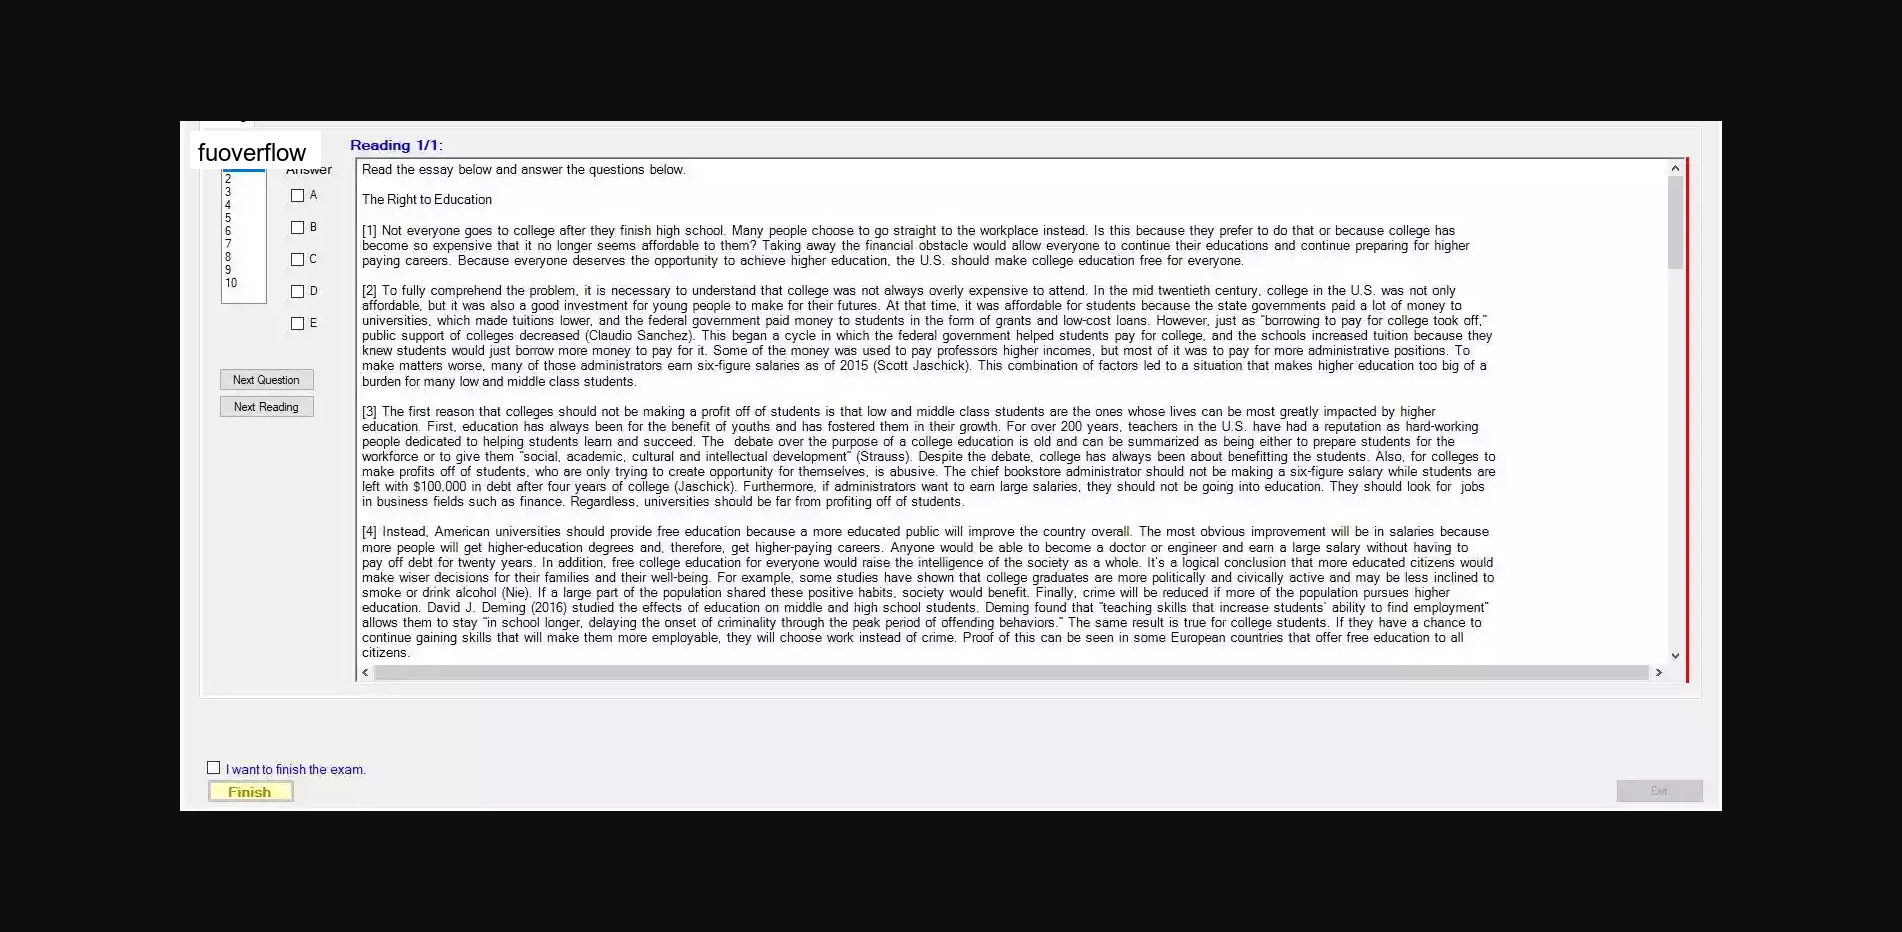 fuoverflow
Reading 1/1:
Answer
2
3
4
5
6
7
8
9
10
A
B
C
D
E
Next Question
Next Reading
Read the essay below and answer the questions below.
The Right to Education
[1] Not everyone goes to college after they finish high school. Many people choose to go straight to the workplace instead. Is this because they prefer to do that or because college has
become so expensive that it no longer seems affordable to them? Taking away the financial obstacle would allow everyone to continue their educations and continue preparing for higher
paying careers. Because everyone deserves the opportunity to achieve higher education, the U.S. should make college education free for everyone.
[2] To fully comprehend the problem, it is necessary to understand that college was not always overly expensive to attend. In the mid twentieth century, college in the U.S. was not only
affordable, but it was also a good investment for young people to make for their futures. At that time, it was affordable for students because the state governments paid a lot of money to
universities, which made tuitions lower, and the federal government paid money to students in the form of grants and low-cost loans. However, just as "borrowing to pay for college took off,"
public support of colleges decreased (Claudio Sanchez). This began a cycle in which the federal government helped students pay for college, and the schools increased tuition because they
knew students would just borrow more money to pay for it. Some of the money was used to pay professors higher incomes, but most of it was to pay for more administrative positions. To
make matters worse, many of those administrators earn six-figure salaries as of 2015 (Scott Jaschick). This combination of factors led to a situation that makes higher education too big of a
burden for many low and middle class students.
[3] The first reason that colleges should not be making a profit off of students is that low and middle class students are the ones whose lives can be most greatly impacted by higher
education. First, education has always been for the benefit of youths and has fostered them in their growth. For over 200 years, teachers in the U.S. have had a reputation as hard-working
people dedicated to helping students learn and succeed. The debate over the purpose of a college education is old and can be summarized as being either to prepare students for the
workforce or to give them "social, academic, cultural and intellectual development" (Strauss). Despite the debate, college has always been about benefitting the students. Also, for colleges to
make profits off of students, who are only trying to create opportunity for themselves, is abusive. The chief bookstore administrator should not be making a six-figure salary while students are
left with $100,000 in debt after four years of college (Jaschick). Furthermore, if administrators want to earn large salaries, they should not be going into education. They should look for jobs
in business fields such as finance. Regardless, universities should be far from profiting off of students.
[4] Instead, American universities should provide free education because a more educated public will improve the country overall. The most obvious improvement will be in salaries because
more people will get higher-education degrees and, therefore, get higher-paying careers. Anyone would be able to become a doctor or engineer and earn a large salary without having to
pay off debt for twenty years. In addition, free college education for everyone would raise the intelligence of the society as a whole. It's a logical conclusion that more educated citizens would
make wiser decisions for their families and their well-being. For example, some studies have shown that college graduates are more politically and civically active and may be less inclined to
smoke or drink alcohol (Nie). If a large part of the population shared these positive habits, society would benefit. Finally, crime will be reduced if more of the population pursues higher
education. David J. Deming (2016) studied the effects of education on middle and high school students. Deming found that "teaching skills that increase students' ability to find employment"
allows them to stay "in school longer, delaying the onset of criminality through the peak period of offending behaviors." The same result is true for college students. If they have a chance to
continue gaining skills that will make them more employable, they will choose work instead of crime. Proof of this can be seen in some European countries that offer free education to all
citizens.
I want to finish the exam.
Finish
Exit